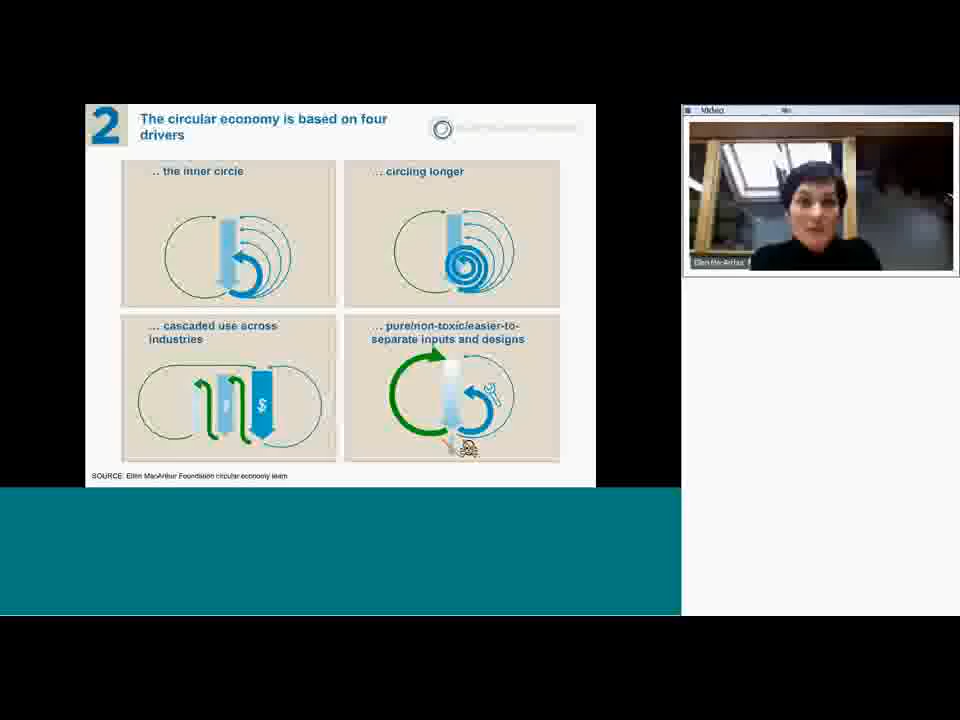 2
The circular economy is based on four
drivers
... the inner circle
... circling longer
... cascaded use across
industries
... pure/non-toxic/easier-to-
separate inputs and designs
$
$
SOURCE: Ellen MacArthur Foundation circular economy team
Video